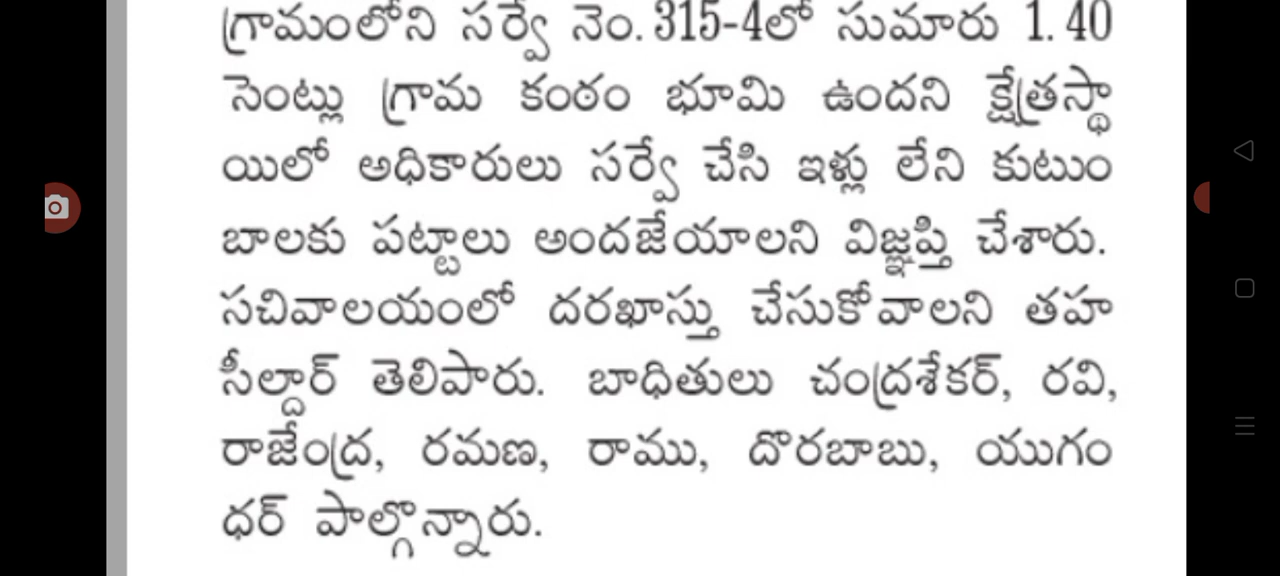 గ్రామంలోని సర్వే నెం.315-4లో సుమారు 1.40
సెంట్లు గ్రామ కంఠం భూమి ఉందని క్షేత్రస్థా
యిలో అధికారులు సర్వే చేసి ఇళ్లు లేని కుటుం
బాలకు పట్టాలు అందజేయాలని విజ్ఞప్తి చేశారు.
సచివాలయంలో దరఖాస్తు చేసుకోవాలని తహ
సీల్దార్ తెలిపారు. బాధితులు చంద్రశేకర్, రవి,
రాజేంద్ర, రమణ, రాము, దొరబాబు, యుగం
ధర్ పాల్గొన్నారు.